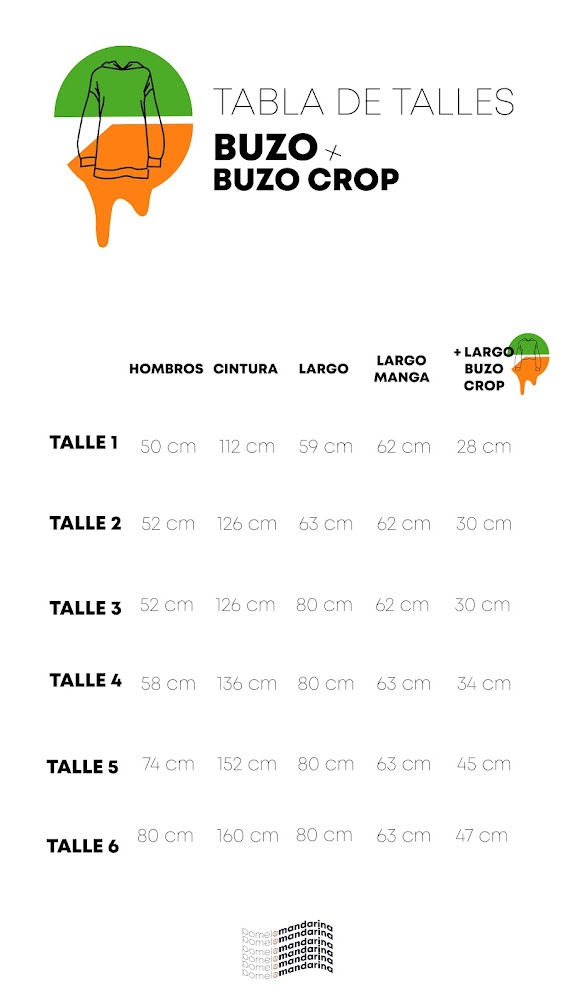 TABLA DE TALLES
BUZO +
BUZO CROP
HOMBROS CINTURA LARGO LARGO MANGA + LARGO BUZO CROP
TALLE 1 50 cm 112 cm 59 cm 62 cm 28 cm
TALLE 2 52 cm 126 cm 63 cm 62 cm 30 cm
TALLE 3 52 cm 126 cm 80 cm 62 cm 30 cm
TALLE 4 58 cm 136 cm 80 cm 63 cm 34 cm
TALLE 5 74 cm 152 cm 80 cm 63 cm 45 cm
TALLE 6 80 cm 160 cm 80 cm 63 cm 47 cm
pomelomandarina
pomelomandarina
pomelomandarina
pomelomandarina
pomelomandarina
pomelomandarina